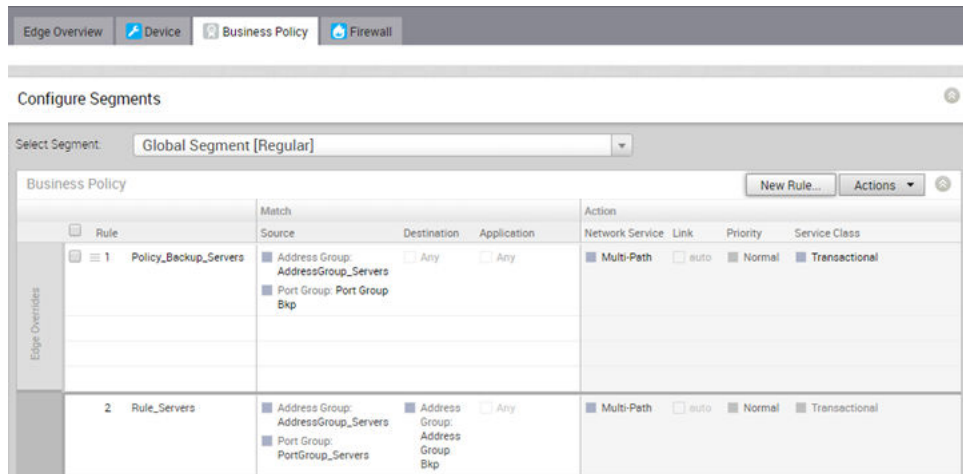 Edge Overview Device Business Policy Firewall
Configure Segments
Select Segment: Global Segment [Regular]
Business Policy New Rule... Actions
Match Action
Rule Source Destination Application Network Service Link Priority Service Class
1 Policy_Backup_Servers Address Group: Any Any Multi-Path auto Normal Transactional
AddressGroup_Servers
Port Group: Port Group
Bkp
Edge Overrides
2 Rule_Servers Address Group: Address Any Multi-Path auto Normal Transactional
AddressGroup_Servers Group:
Port Group: Address
PortGroup_Servers Group
Bkp